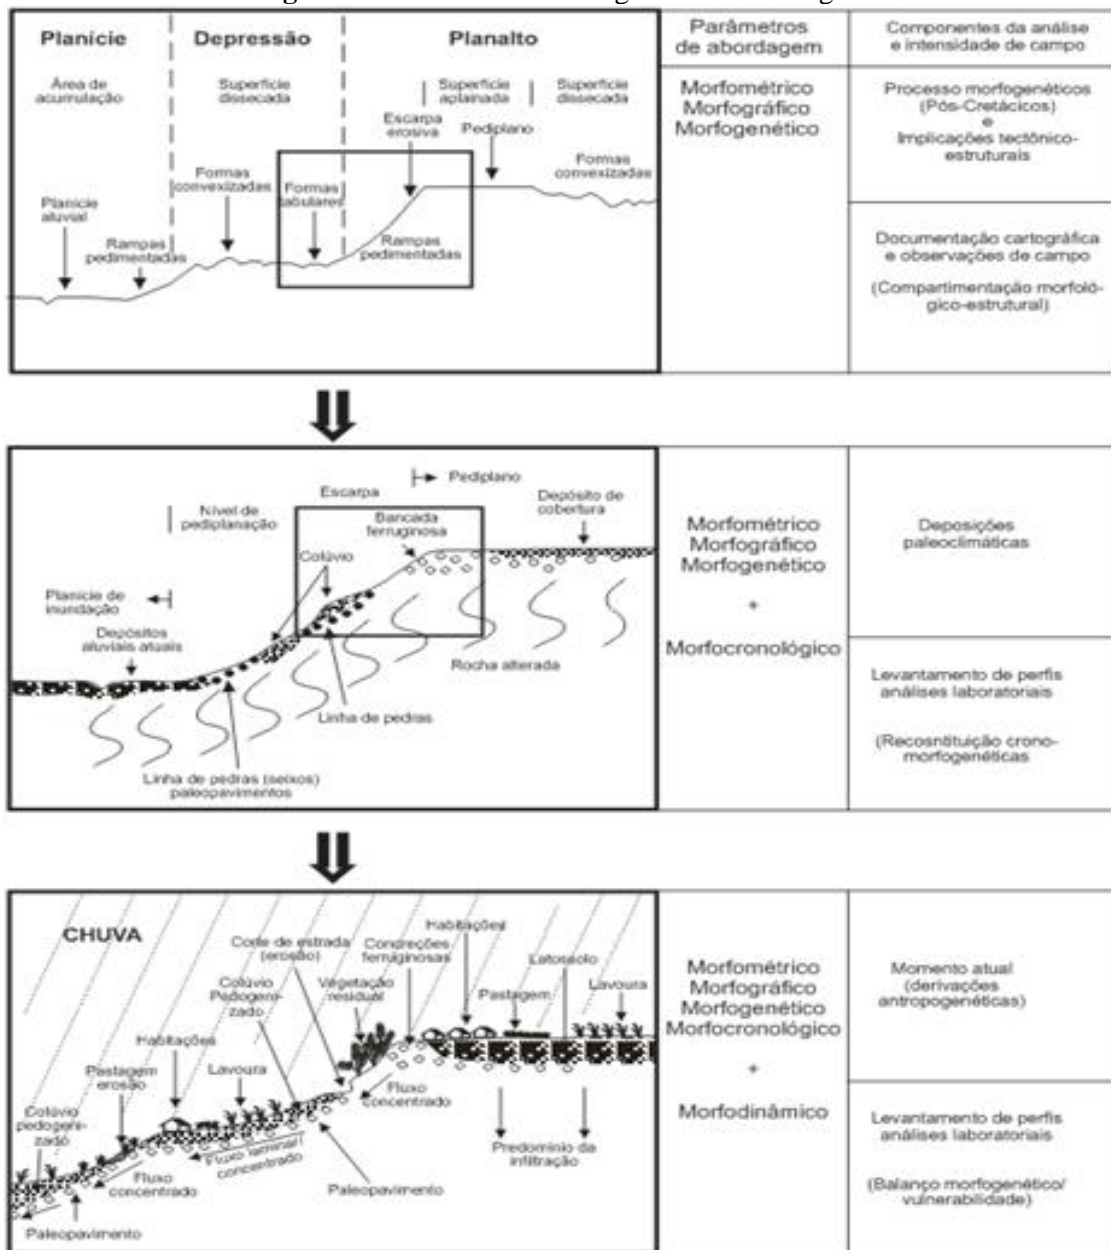 Planície
Depressão
Planalto
Parâmetros
de abordagem
Componentes da análise
e intensidade de campo
Área de
acumulação
Superfície
dissecada
Superfície
aplainada
Superfície
dissecada
Escarpa
erosiva
Pediplano
Formas
convexizadas
Formas
tabulares
Formas
convexizadas
Planície
aluvial
Rampas
pedimentadas
Rampas
pedimentadas
Morfométrico
Morfográfico
Morfogenético
Processo morfogenéticos
(Pós-Cretácicos)
e
Implicações tectônico-
estruturais
Documentação cartográfica
e observações de campo
(Compartimentação morfoló-
gico-estrutural)
Pediplano
Escarpa
Nível de
pediplanação
Bancada
ferruginosa
Depósito de
cobertura
Colúvio
Planície de
inundação
Depósitos
aluviais atuais
Rocha alterada
Linha de pedras
Linha de pedras (seixos)
paleopavimentos
Morfométrico
Morfográfico
Morfogenético
+
Morfocronológico
Deposições
paleoclimáticas
Levantamento de perfis
análises laboratoriais
(Recosntituição crono-
morfogenéticas
CHUVA
Corte de estrada
(erosão)
Concreções
ferruginosas
Habitações
Latossolo
Colúvio
Pedogeni-
zado
Vegetação
residual
Pastagem
Lavoura
Habitações
Pastagem
erosão
Lavoura
Colúvio
pedogeni-
zado
Fluxo
concentrado
Fluxo laminar/
concentrado
Predomínio da
infiltração
Fluxo
concentrado
Paleopavimento
Paleopavimento
Morfométrico
Morfográfico
Morfogenético
Morfocronológico
+
Morfodinâmico
Momento atual
(derivações
antropogenéticas)
Levantamento de perfis
análises laboratoriais
(Balanço morfogenético/
vulnerabilidade)